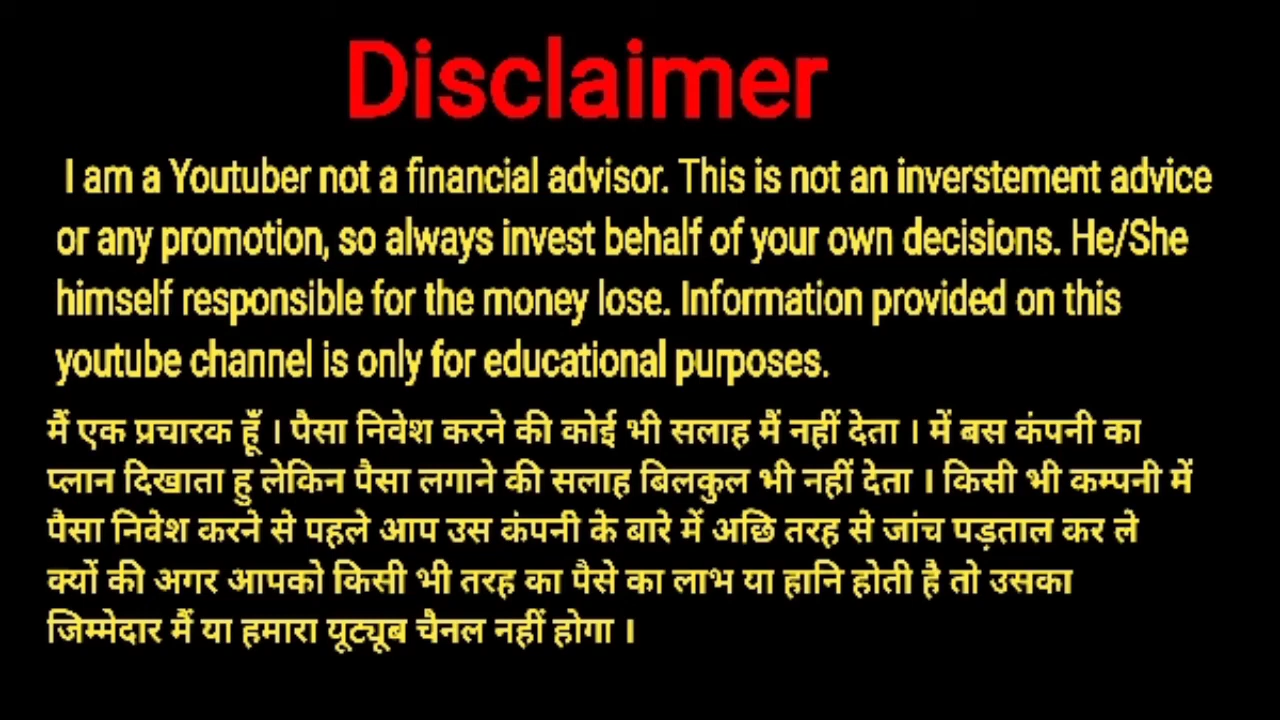 Disclaimer
I am a Youtuber not a financial advisor. This is not an inverstement advice
or any promotion, so always invest behalf of your own decisions. He/She
himself responsible for the money lose. Information provided on this
youtube channel is only for educational purposes.
मैं एक प्रचारक हूँ । पैसा निवेश करने की कोई भी सलाह मैं नहीं देता । में बस कंपनी का
प्लान दिखाता हु लेकिन पैसा लगाने की सलाह बिलकुल भी नहीं देता । किसी भी कम्पनी में
पैसा निवेश करने से पहले आप उस कंपनी के बारे में अछि तरह से जांच पड़ताल कर ले
क्यों की अगर आपको किसी भी तरह का पैसे का लाभ या हानि होती है तो उसका
जिम्मेदार मैं या हमारा यूट्यूब चैनल नहीं होगा ।